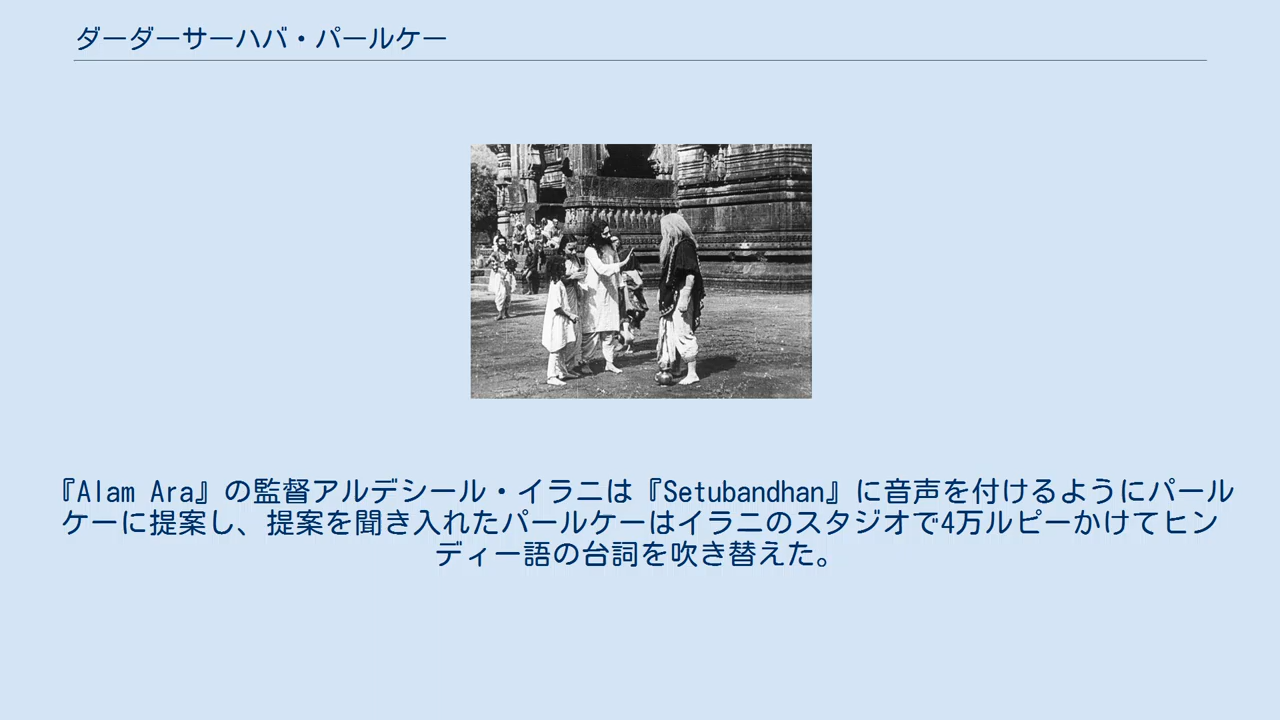 ダーダーサーハバ・パールケー
『Alam Ara』の監督アルデシール・イラニは『Setubandhan』に音声を付けるようにパール
ケーに提案し、提案を聞き入れたパールケーはイラニのスタジオで4万ルピーかけてヒン
ディー語の台詞を吹き替えた。